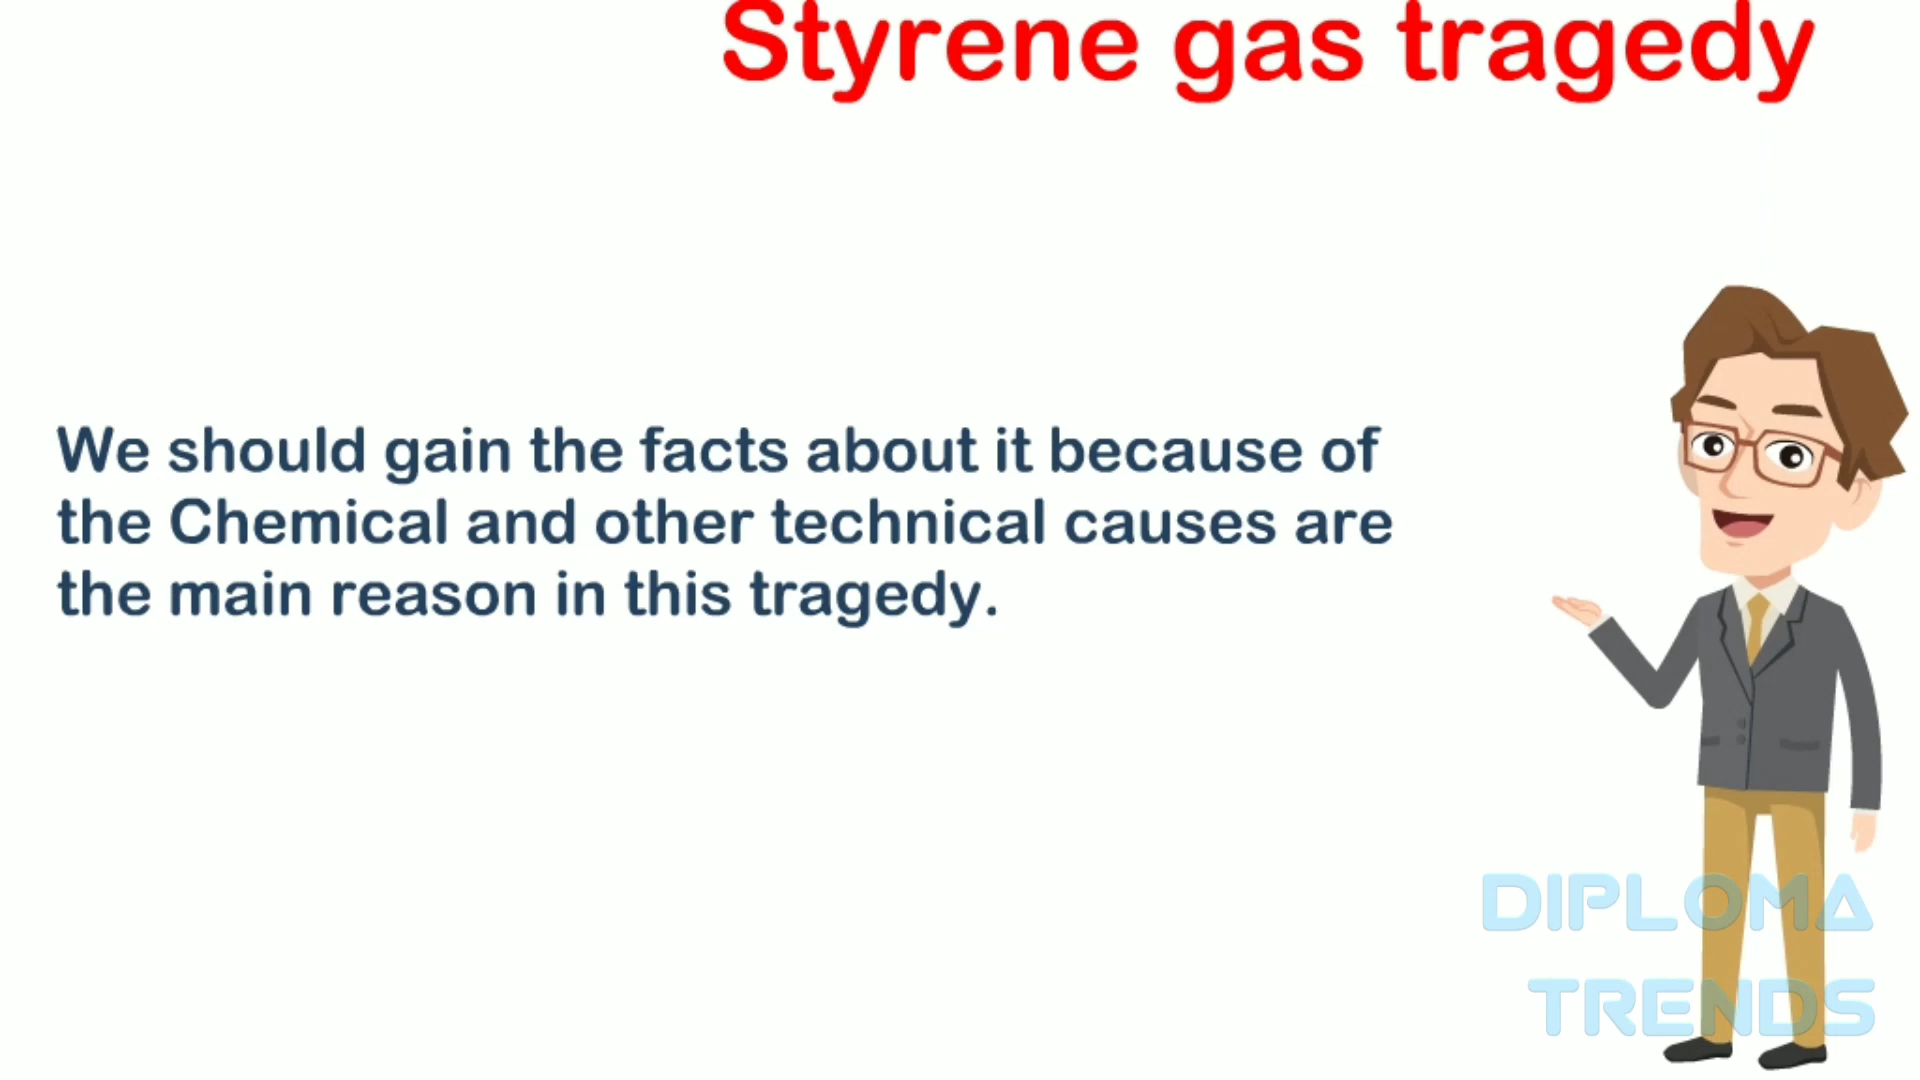 Styrene gas tragedy
We should gain the facts about it because of
the Chemical and other technical causes are
the main reason in this tragedy.
DIPLOMA
TRENDS